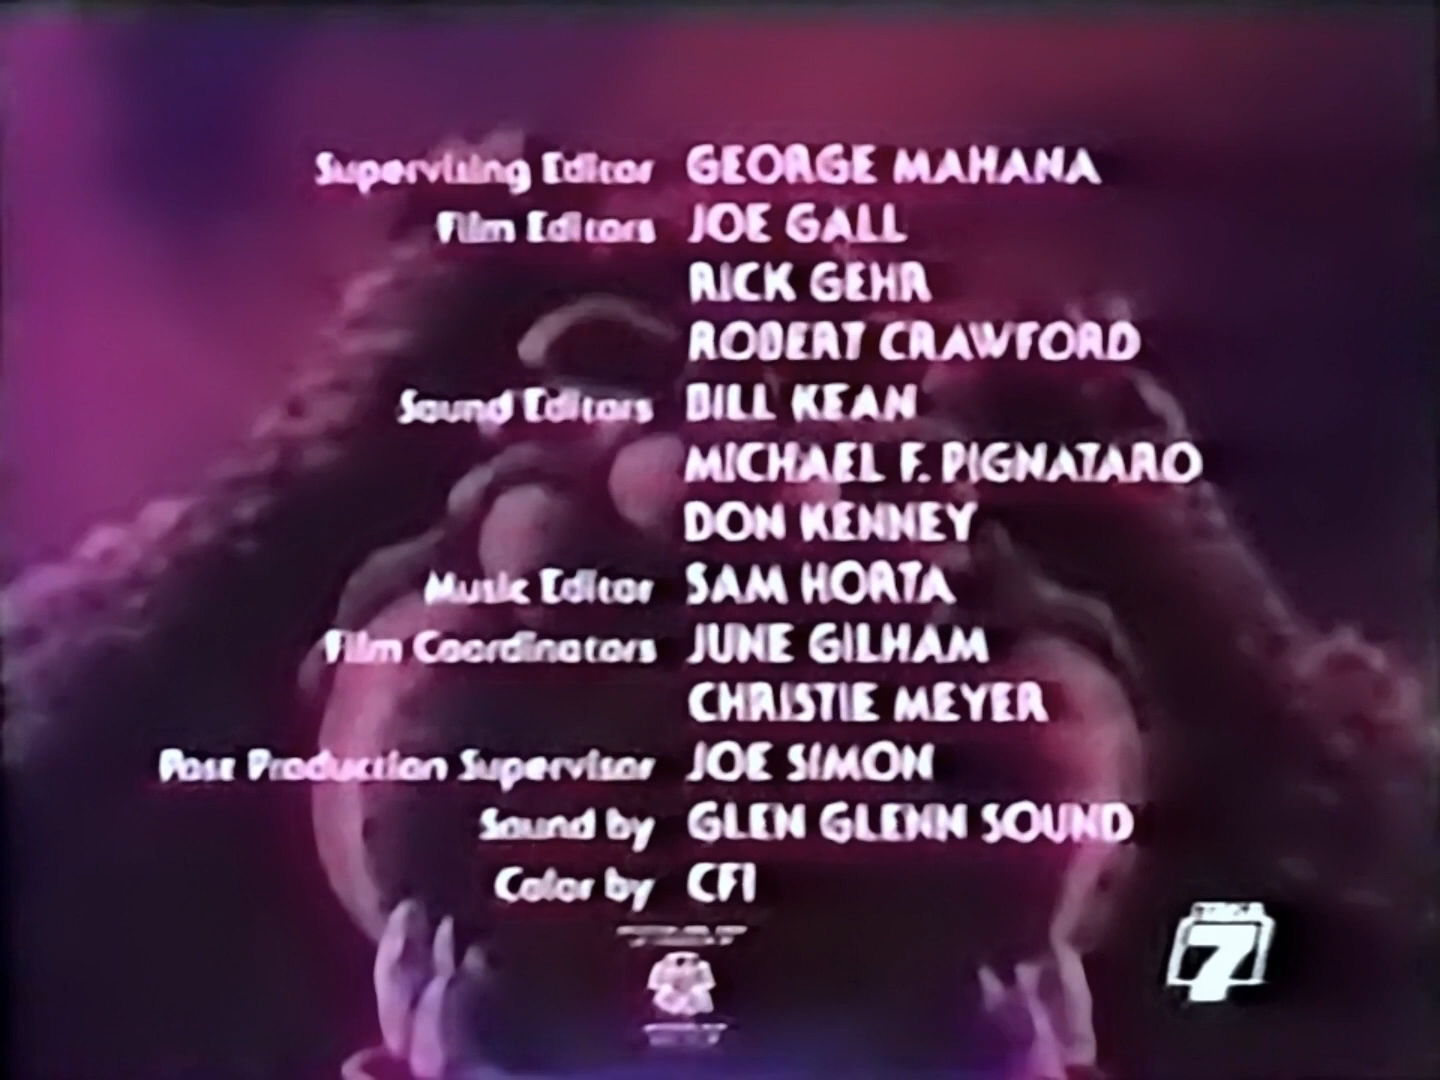 Supervising Editor GEORGE MAHANA
Film Editors JOE GALL
RICK GEHR
ROBERT CRAWFORD
Sound Editors BILL KEAN
MICHAEL F. PIGNATARO
DON KENNEY
Music Editor SAM HORTA
Film Coordinators JUNE GILHAM
CHRISTIE MEYER
Post Production Supervisor JOE SIMON
Sound by GLEN GLENN SOUND
Color by CFI
7